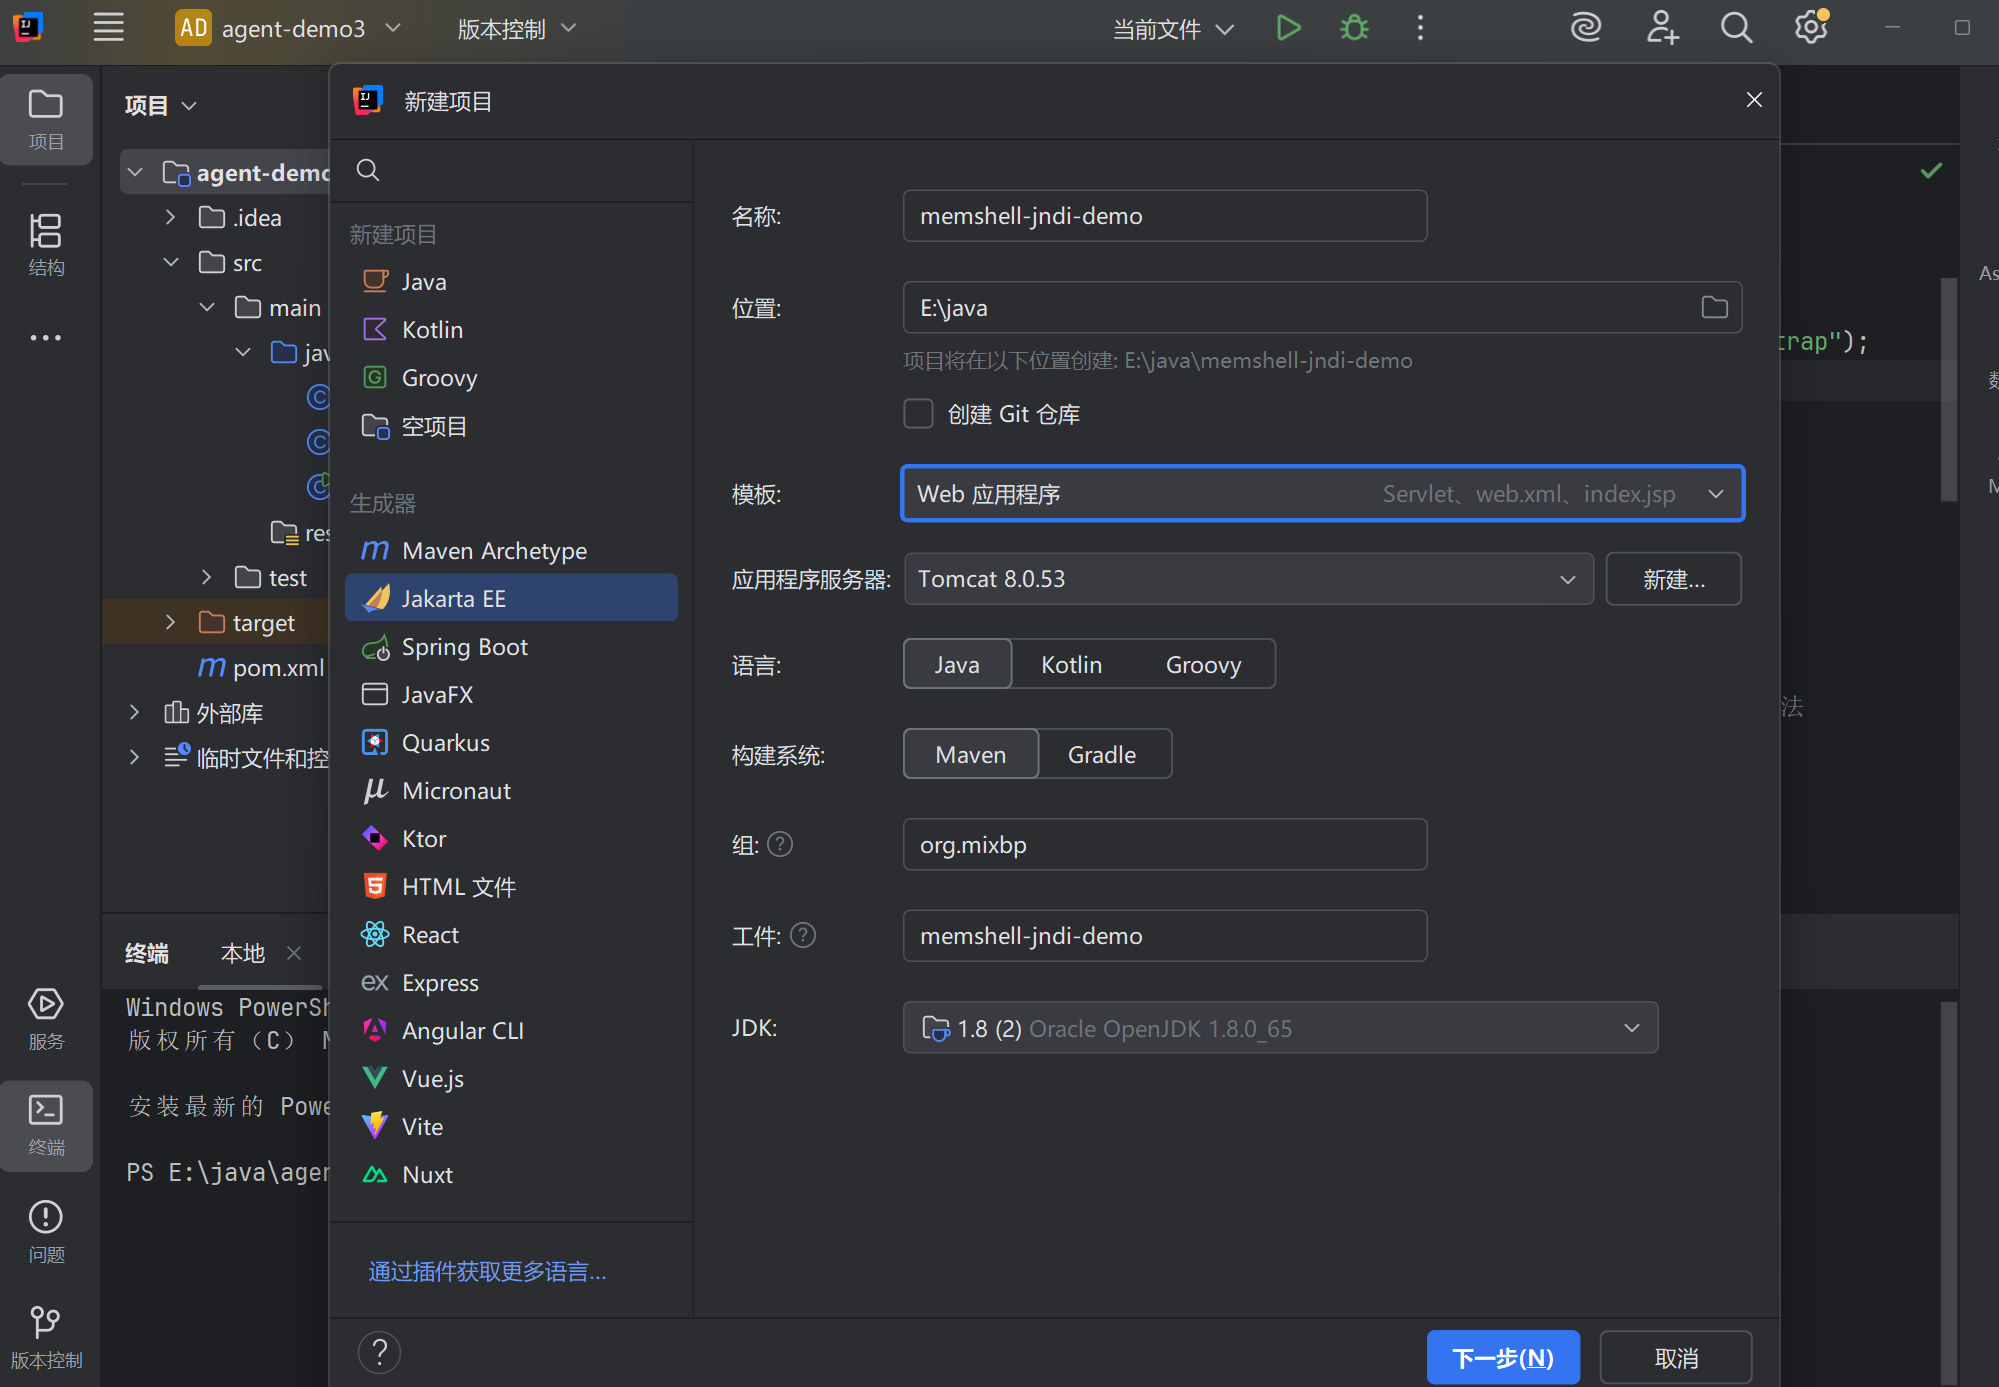 AD agent-demo3
版本控制
当前文件
项目
项目
结构
agent-demo
.idea
src
main
test
target
pom.xml
外部库
临时文件和控
终端
本地
Windows PowerSh
版权所有（C）
安装最新的 Powe
PS E:\java\agen
服务
终端
问题
版本控制
新建项目
新建项目
Java
Kotlin
Groovy
空项目
生成器
Maven Archetype
Jakarta EE
Spring Boot
JavaFX
Quarkus
Micronaut
Ktor
HTML 文件
React
Express
Angular CLI
Vue.js
Vite
Nuxt
通过插件获取更多语言...
名称:
memshell-jndi-demo
位置:
E:\java
项目将在以下位置创建: E:\java\memshell-jndi-demo
创建 Git 仓库
模板:
Web 应用程序
Servlet、web.xml、index.jsp
应用程序服务器:
Tomcat 8.0.53
新建...
语言:
Java Kotlin Groovy
构建系统:
Maven Gradle
组: ?
org.mixbp
工件: ?
memshell-jndi-demo
JDK:
1.8 (2) Oracle OpenJDK 1.8.0_65
?
下一步(N)
取消
trap");
法
As